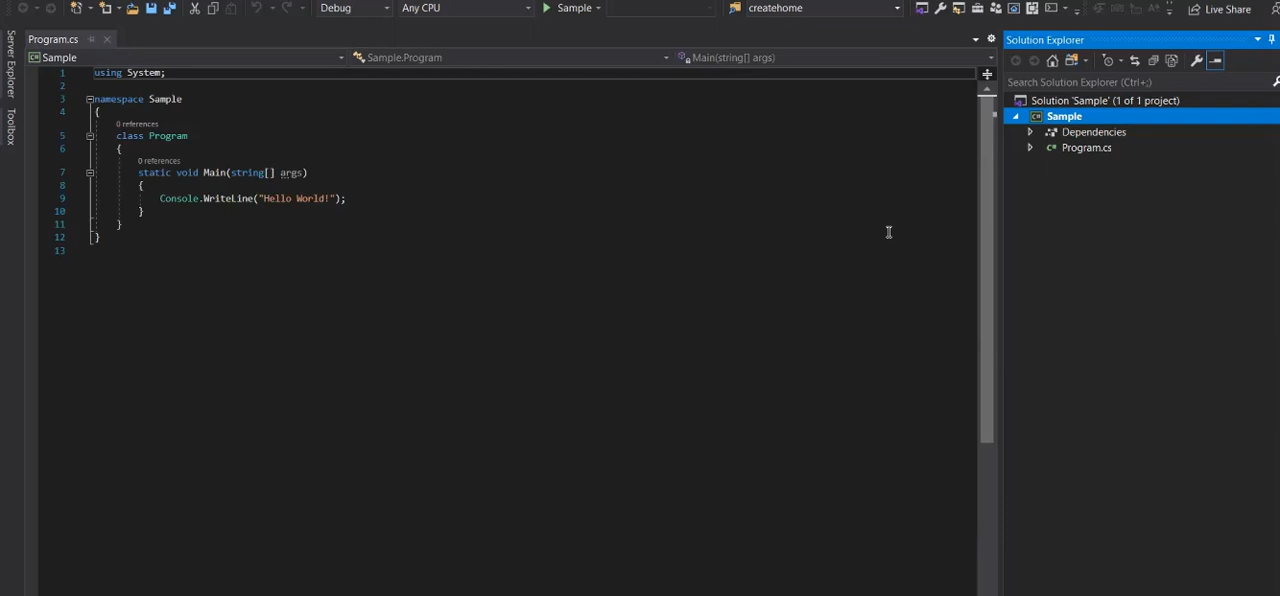 Debug Any CPU Sample createhome Live Share
Program.cs
Sample Sample.Program Main(string[] args)
Server Explorer
Toolbox
1 using System;
2
3 namespace Sample
4 {
0 references
5 class Program
6 {
0 references
7 static void Main(string[] args)
8 {
9 Console.WriteLine("Hello World!");
10 }
11 }
12 }
13
Solution Explorer
Search Solution Explorer (Ctrl+;)
Solution 'Sample' (1 of 1 project)
Sample
Dependencies
Program.cs